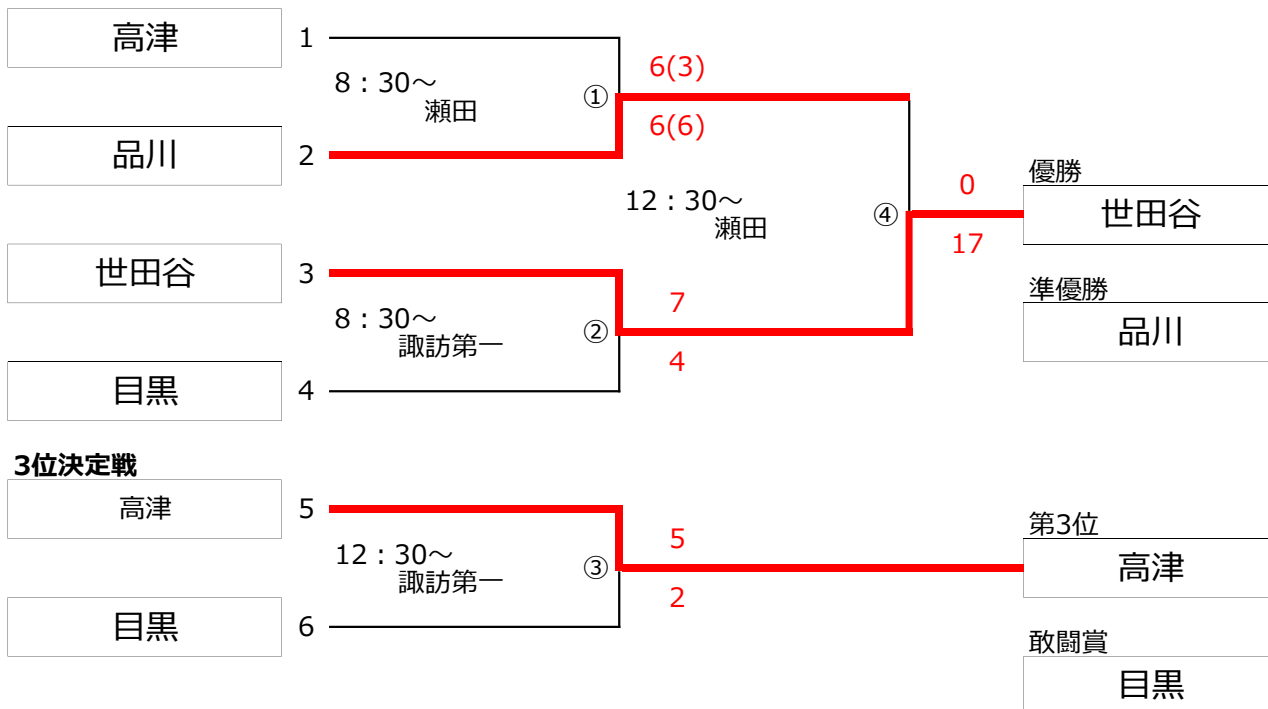 高津
1
6(3)
8：30～
①
瀬田
6(6)
品川
2
優勝
0
12：30～
世田谷
④
瀬田
17
世田谷
3
準優勝
7
8：30～
品川
②
諏訪第一
4
目黒
4
3位決定戦
高津
5
第3位
5
12：30～
高津
③
諏訪第一
2
目黒
6
敢闘賞
目黒